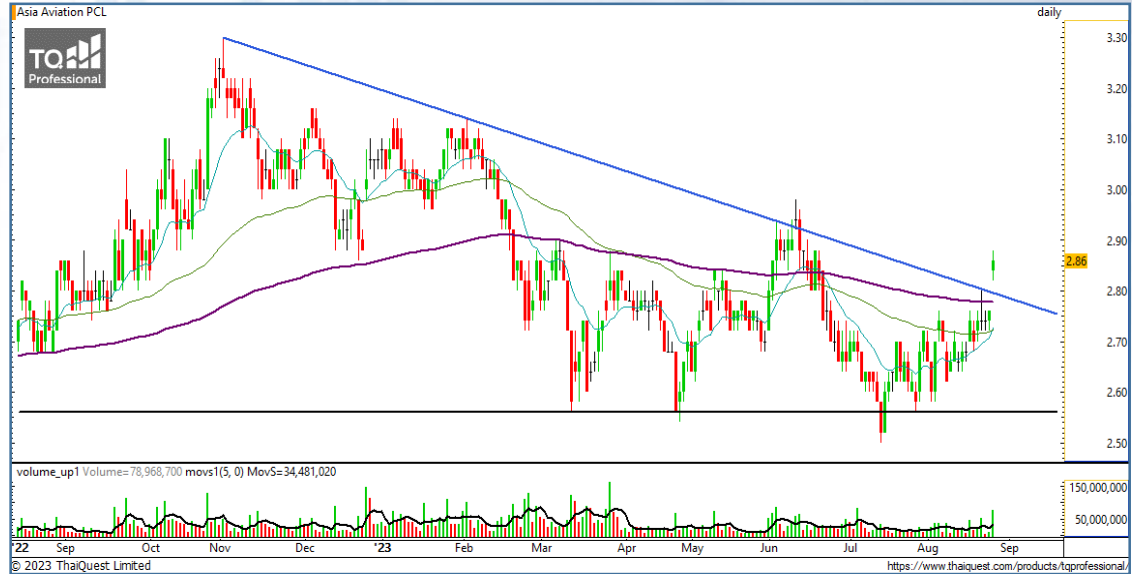 Asia Aviation PCL
daily
TQ
Professional
3.30
3.20
3.10
3.00
2.90
2.86
2.80
2.70
2.60
2.50
volume_up1 Volume=78,968,700 movs1(5, 0) MovS=34,481,020
150,000,000
50,000,000
'22 Sep Oct Nov Dec '23 Feb Mar Apr May Jun Jul Aug Sep
© 2023 ThaiQuest Limited
https://www.thaiquest.com/products/tqprofessional/